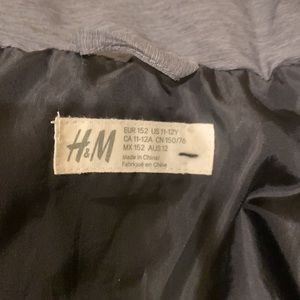 H&M
EUR 152 US 11-12Y
CA 11-12A CN 150/76
MX 152 AUS 12
Made in China/
Fabriqué en Chine